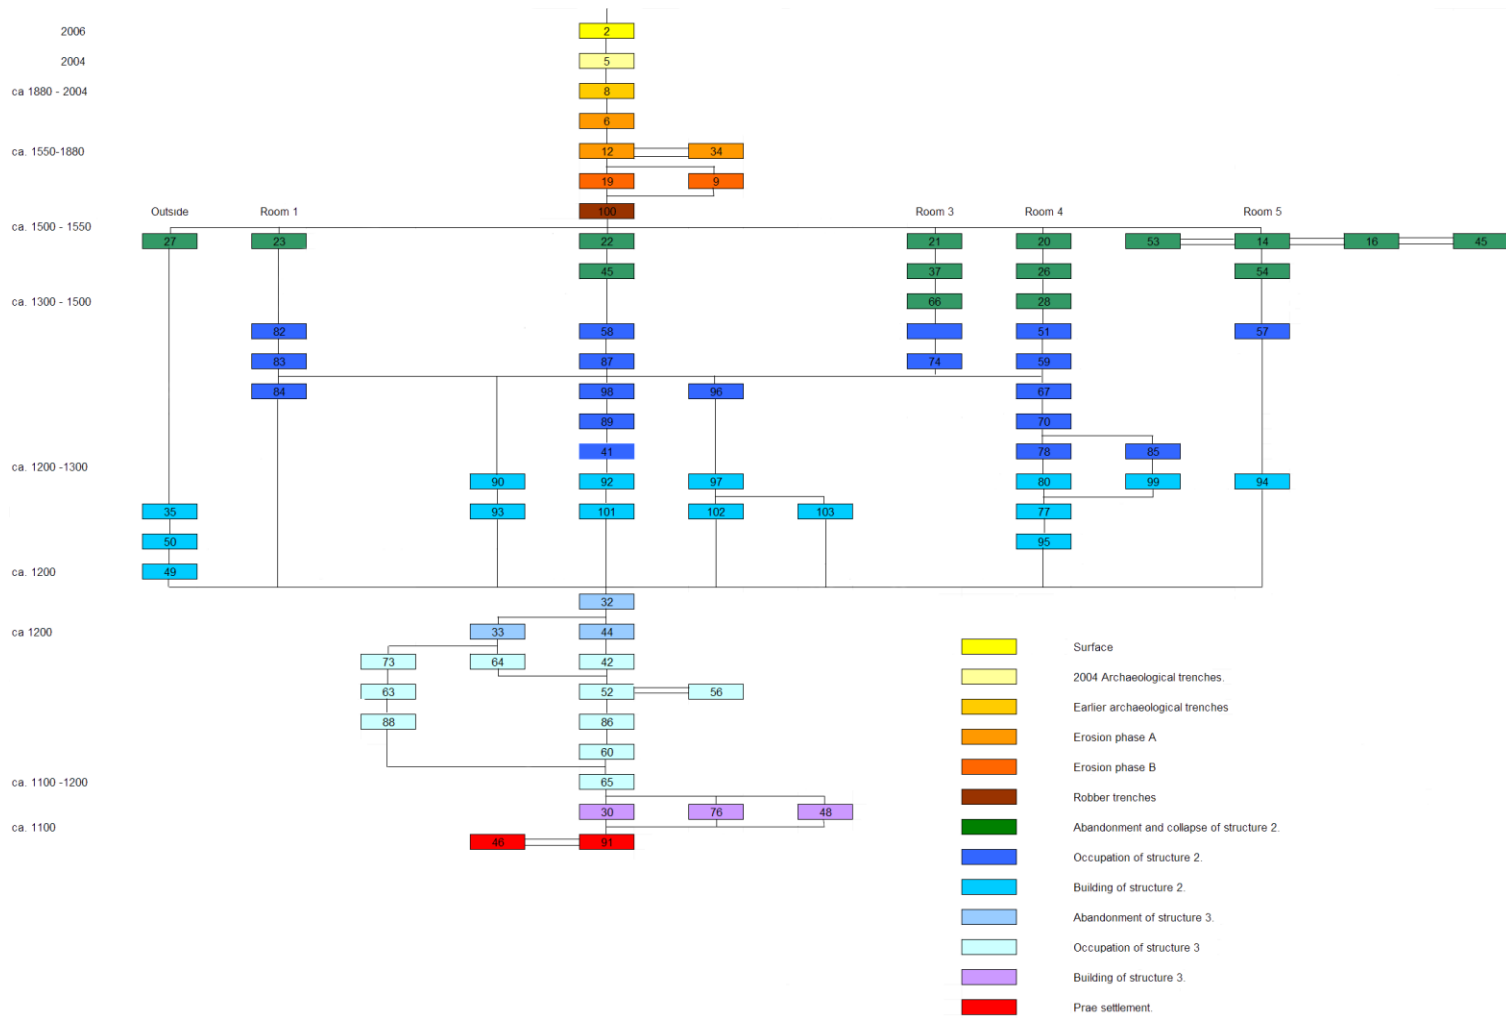 2006 2
2004 5
ca 1880 - 2004 8
6
ca. 1550-1880 12 34
19 9
Outside Room 1 100 Room 3 Room 4 Room 5
ca. 1500 - 1550
27 23 22 21 20 53 14 16 45
45 37 26 54
ca. 1300 - 1500 66 28
82 58 51 57
83 87 74 59
84 98 96 67
89 70
41 78 85
ca. 1200 -1300
90 92 97 80 99 94
35 93 101 102 103 77
50 95
ca. 1200 49
32
ca 1200 33 44
73 64 42
63 52 56
88 86
60
ca. 1100 -1200 65
30 76 48
ca. 1100
46 91
Surface
2004 Archaeological trenches.
Earlier archaeological trenches
Erosion phase A
Erosion phase B
Robber trenches
Abandonment and collapse of structure 2.
Occupation of structure 2.
Building of structure 2.
Abandonment of structure 3.
Occupation of structure 3
Building of structure 3.
Prae settlement.